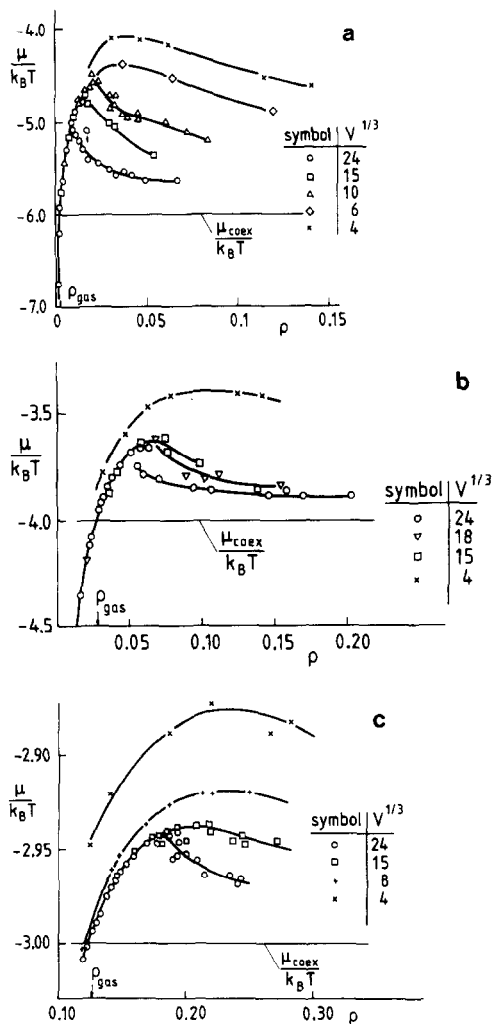 a
-4.0
μ/k_BT
-5.0
-6.0
-7.0
symbol V^1/3
○ 24
□ 15
△ 10
◇ 6
× 4
μ_coex/k_BT
ρ_gas
0 0.05 0.1 0.15
ρ
b
-3.5
μ/k_BT
-4.0
-4.5
symbol V^1/3
○ 24
▽ 18
□ 15
× 4
μ_coex/k_BT
ρ_gas
0.05 0.10 0.15 0.20
ρ
c
-2.90
μ/k_BT
-2.95
-3.00
symbol V^1/3
○ 24
□ 15
+ 8
× 4
μ_coex/k_BT
ρ_gas
0.10 0.20 0.30
ρ